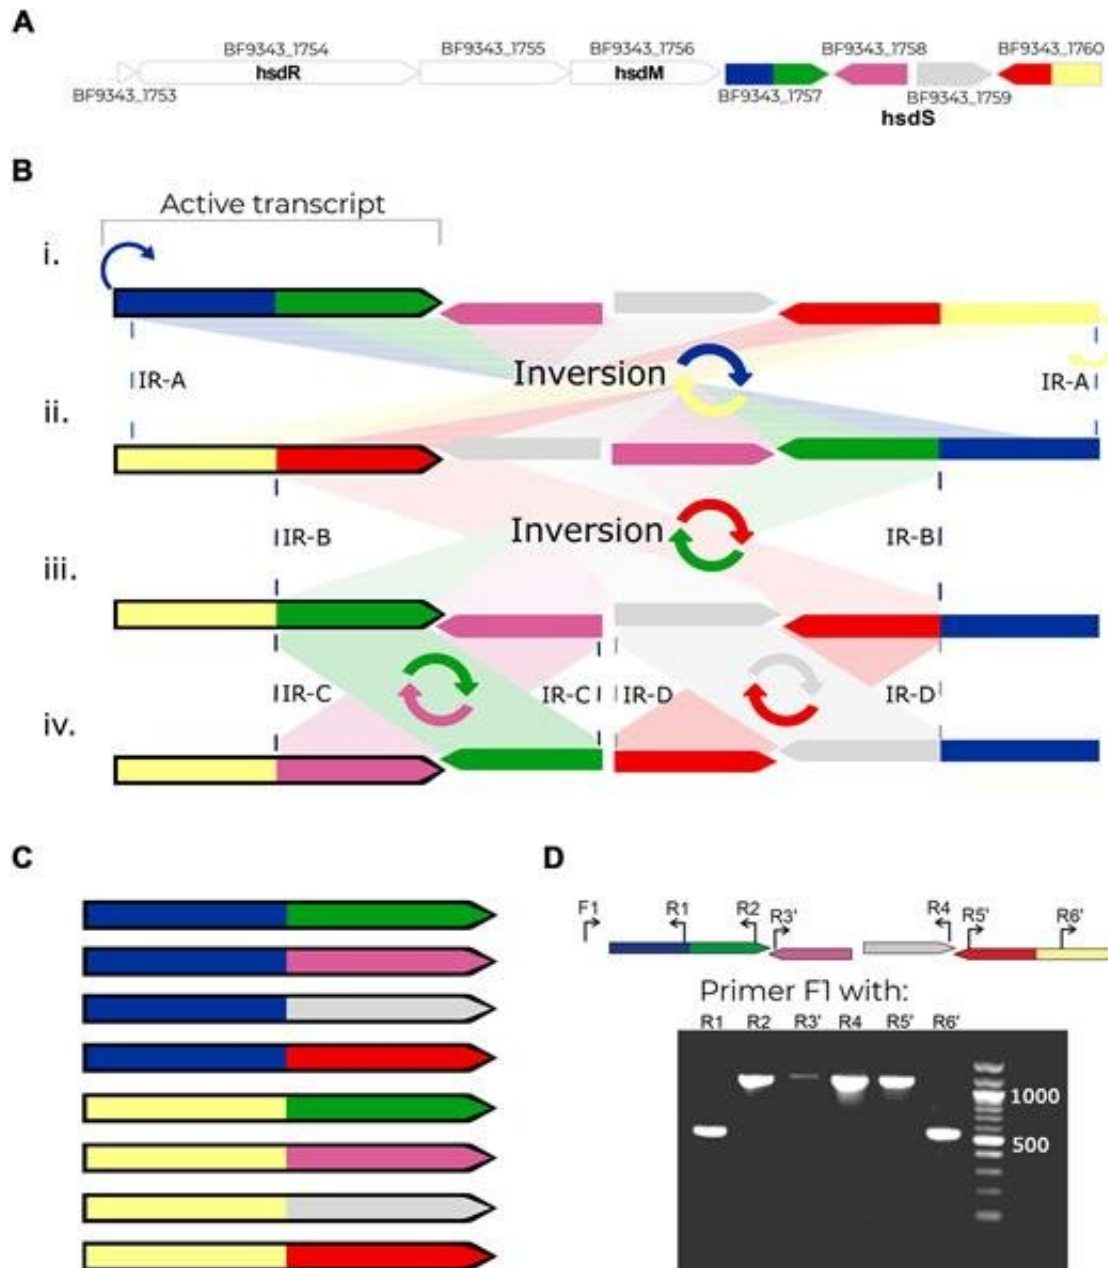 A
BF9343_1754 BF9343_1755 BF9343_1756 BF9343_1758 BF9343_1760
hsdR hsdM
BF9343_1753 BF9343_1757 BF9343_1759
hsdS
B
Active transcript
i.
Inversion
IR-A IR-A
ii.
Inversion
IR-B IR-B
iii.
IR-C IR-C IR-D IR-D
iv.
C D
F1 R1 R2 R3' R4 R5' R6'
Primer F1 with:
R1 R2 R3' R4 R5' R6'
1000
500